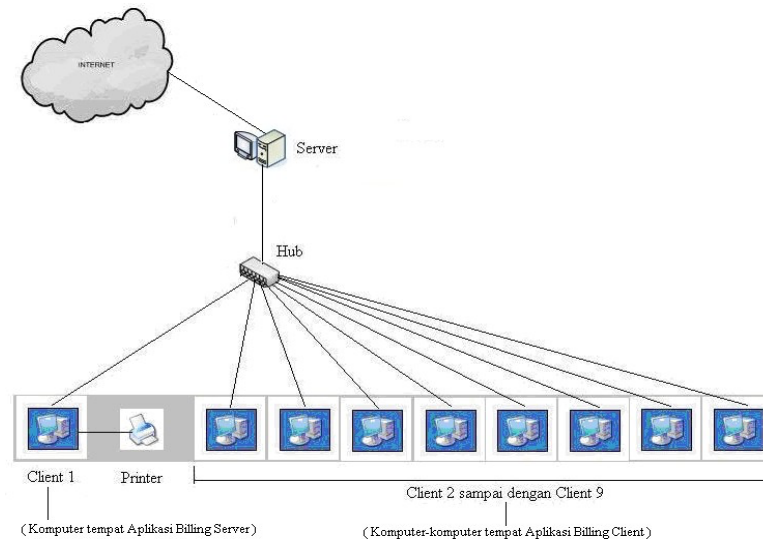 INTERNET
Server
Hub
Client 1
Printer
Client 2 sampai dengan Client 9
( Komputer tempat Aplikasi Billing Server )
( Komputer-komputer tempat Aplikasi Billing Client )